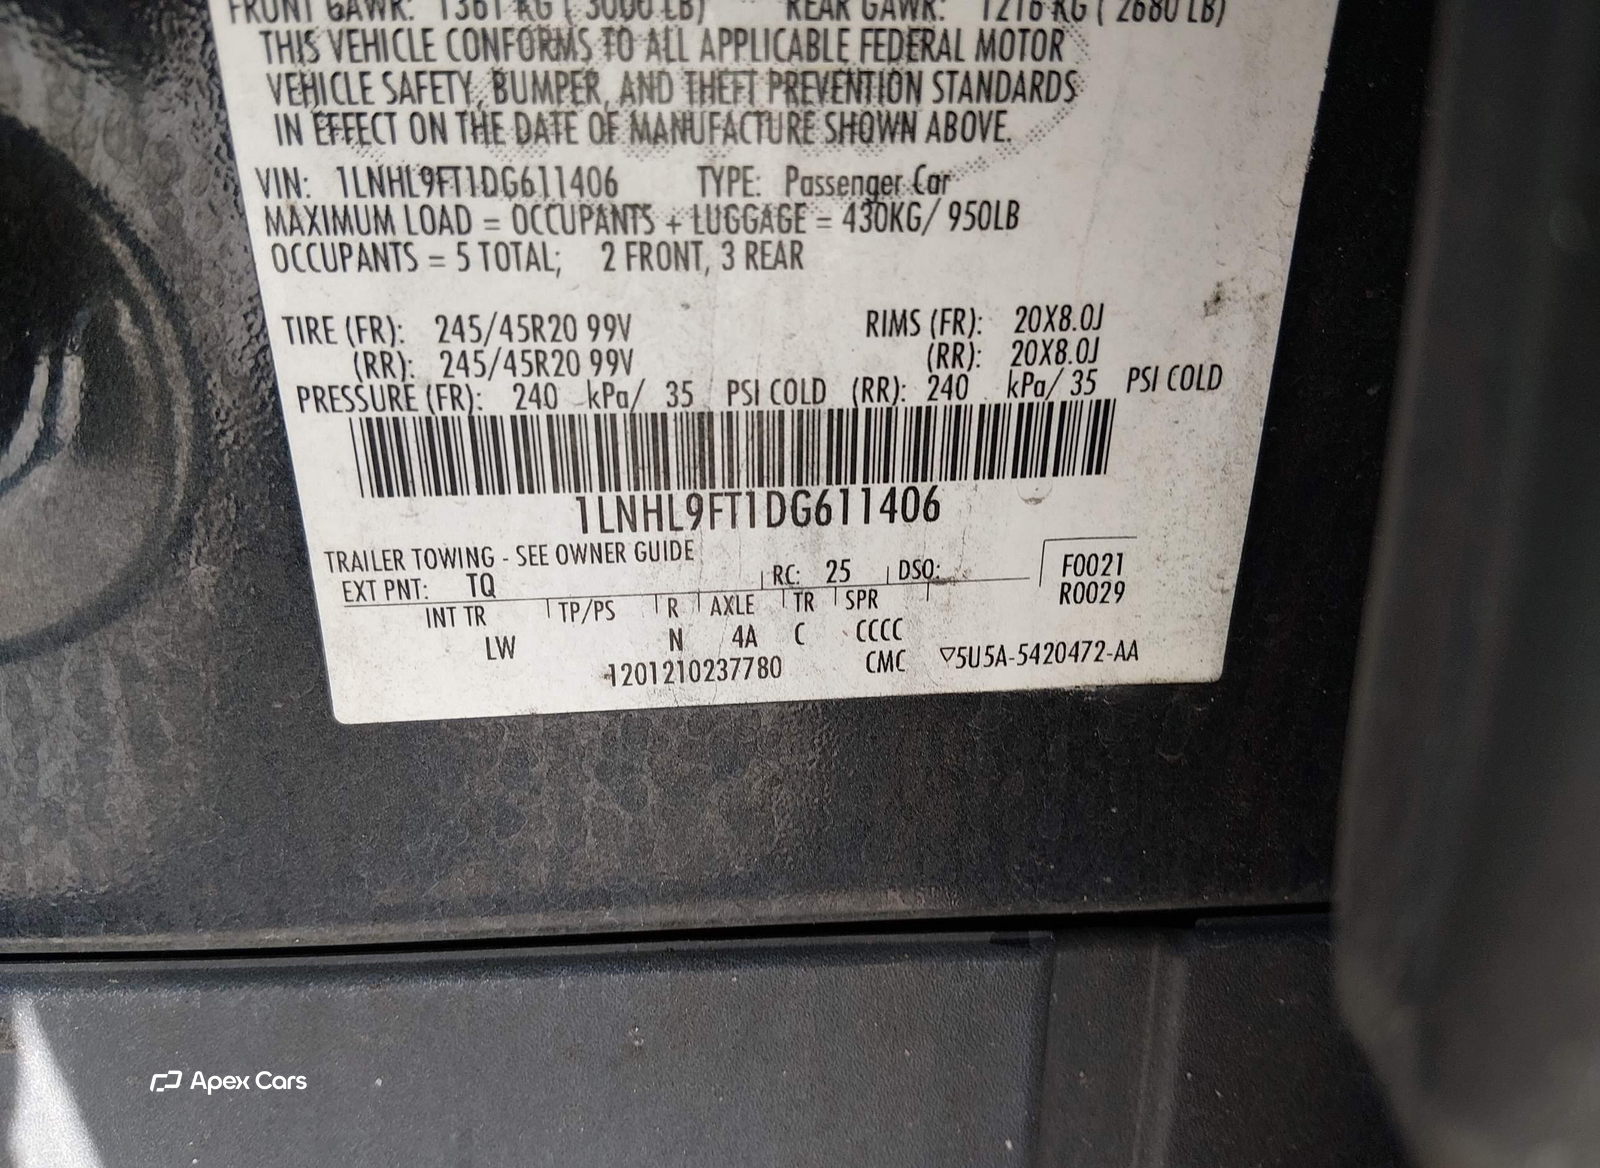 FRONT GAWR: 1361 KG ( 3000 LB) REAR GAWR: 1216 KG ( 2680 LB)
THIS VEHICLE CONFORMS TO ALL APPLICABLE FEDERAL MOTOR
VEHICLE SAFETY, BUMPER, AND THEFT PREVENTION STANDARDS
IN EFFECT ON THE DATE OF MANUFACTURE SHOWN ABOVE.
VIN: 1LNHL9FT1DG611406 TYPE: Passenger Car
MAXIMUM LOAD = OCCUPANTS + LUGGAGE = 430KG/ 950LB
OCCUPANTS = 5 TOTAL; 2 FRONT, 3 REAR
TIRE (FR): 245/45R20 99V RIMS (FR): 20X8.0J
(RR): 245/45R20 99V (RR): 20X8.0J
PRESSURE (FR): 240 kPa/ 35 PSI COLD (RR): 240 kPa/ 35 PSI COLD
1LNHL9FT1DG611406
TRAILER TOWING - SEE OWNER GUIDE
EXT PNT: TQ RC: 25 DSO: F0021
R0029
INT TR TP/PS R AXLE TR SPR
LW N 4A C CCCC
1201210237780 CMC ▽5U5A-5420472-AA
Apex Cars